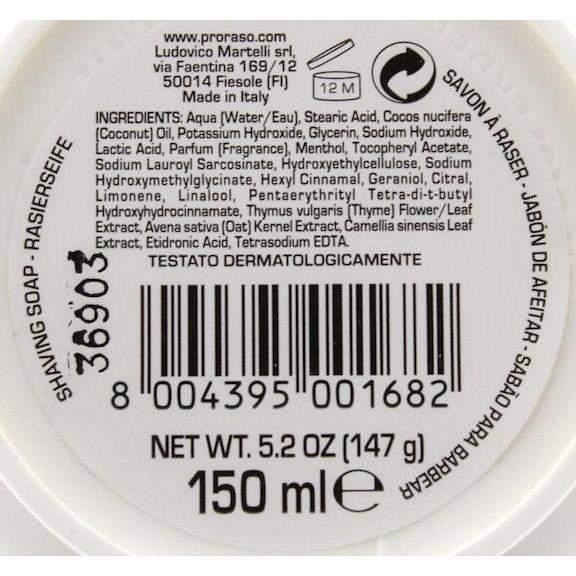 www.proraso.com
Ludovico Martelli srl,
via Faentina 169/12
50014 Fiesole (FI)
Made in Italy
12 M
INGREDIENTS: Aqua (Water/Eau), Stearic Acid, Cocos nucifera
(Coconut) Oil, Potassium Hydroxide, Glycerin, Sodium Hydroxide,
Lactic Acid, Parfum (Fragrance), Menthol, Tocopheryl Acetate,
Sodium Lauroyl Sarcosinate, Hydroxyethylcellulose, Sodium
Hydroxymethylglycinate, Hexyl Cinnamal, Geraniol, Citral,
Limonene, Linalool, Pentaerythrityl Tetra-di-t-butyl
Hydroxyhydrocinnamate, Thymus vulgaris (Thyme) Flower/Leaf
Extract, Avena sativa (Oat) Kernel Extract, Camellia sinensis Leaf
Extract, Etidronic Acid, Tetrasodium EDTA.
TESTATO DERMATOLOGICAMENTE
SHAVING SOAP - RASIERSEIFE
36903
SAVON À RASER - JABÓN DE AFEITAR - SABÃO PARA BARBEAR
8 004395 001682
NET WT. 5.2 OZ (147 g)
150 ml e